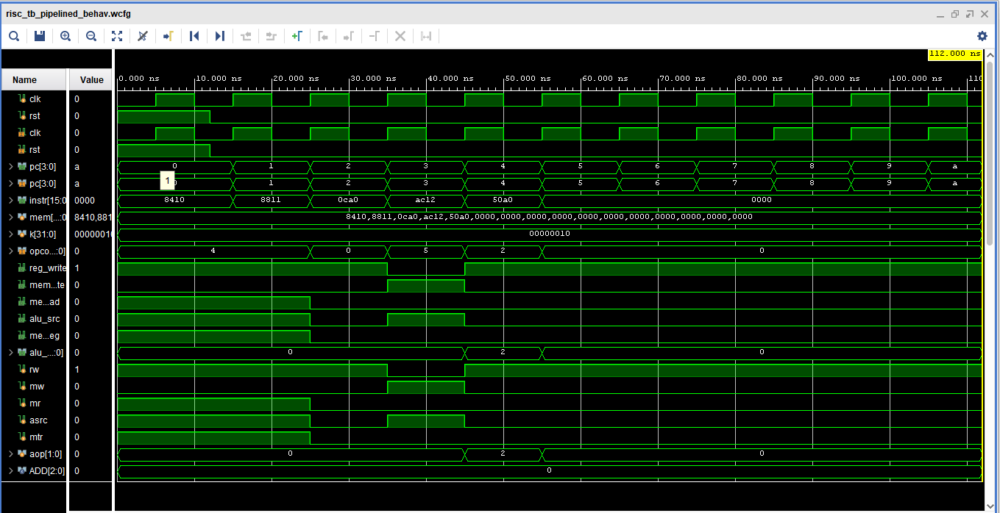 risc_tb_pipelined_behav.wcfg
112.000 ns
Name Value 0.000 ns 10.000 ns 20.000 ns 30.000 ns 40.000 ns 50.000 ns 60.000 ns 70.000 ns 80.000 ns 90.000 ns 100.000 ns 110
clk 0
rst 0
clk 0
rst 0
pc[3:0] a 0 1 2 3 4 5 6 7 8 9 a
pc[3:0] a 1 0 1 2 3 4 5 6 7 8 9 a
instr[15:0 0000 8410 8811 0ca0 ac12 50a0 0000
mem[...:0] 8410,881 8410,8811,0ca0,ac12,50a0,0000,0000,0000,0000,0000,0000,0000,0000,0000,0000,0000
k[31:0] 00000010 00000010
opco...:0] 0 4 0 5 2 0
reg_write 1
mem...te 0
me...ad 0
alu_src 0
me...eg 0
alu_...:0] 0 0 2 0
rw 1
mw 0
mr 0
asrc 0
mtr 0
aop[1:0] 0 0 2 0
ADD[2:0] 0 0